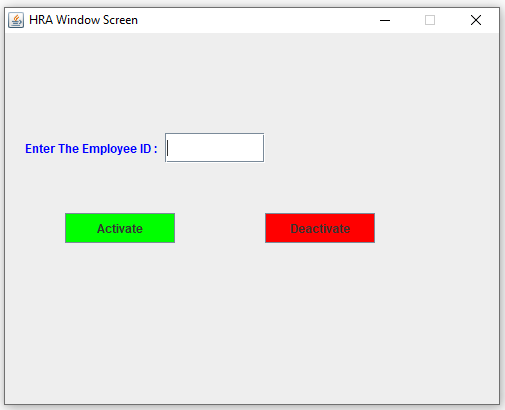 HRA Window Screen
Enter The Employee ID :
Activate
Deactivate